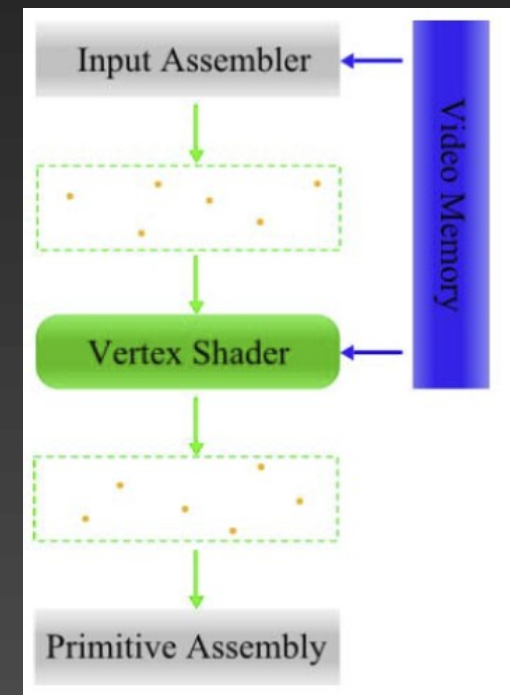 Input Assembler
Video Memory
Vertex Shader
Primitive Assembly